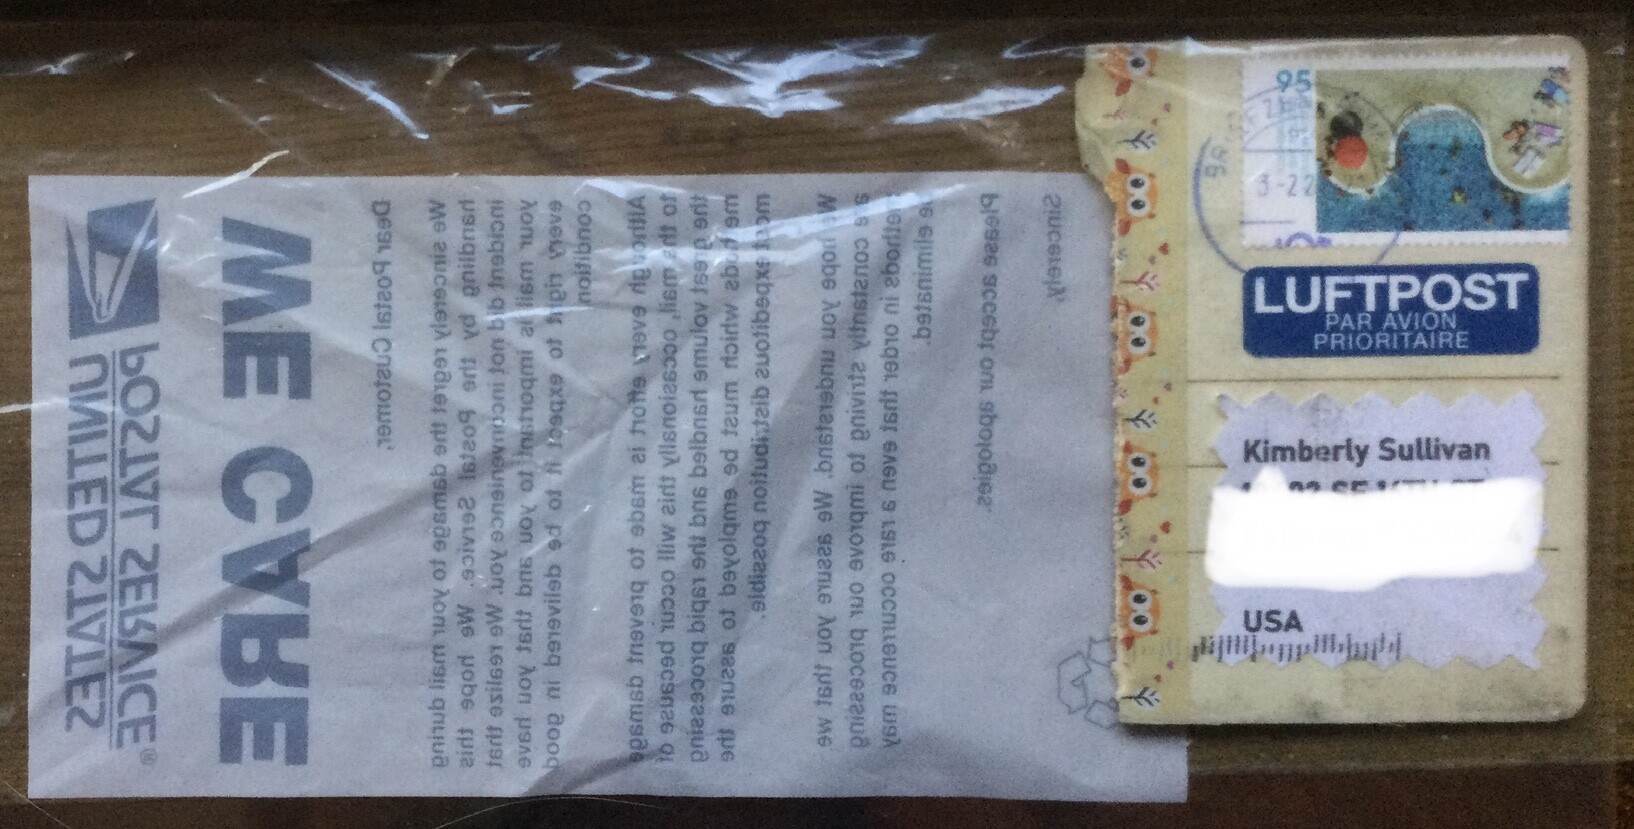 UNITED STATES
POSTAL SERVICE®
WE CARE
Dear Postal Customer:
We sincerely regret the damage to your mail during
handling by the Postal Service. We hope this
incident did not inconvenience you. We realize that
your mail is important to you and that you have
every right to expect it to be delivered in good
condition.
Although every effort is made to prevent damage
to the mail, occasionally this will occur because of
the great volume handled and the rapid processing
methods which must be employed to assure the
most expeditious distribution possible.
We hope you understand. We assure you that we
are constantly striving to improve our processing
methods in order that even a rare occurrence may
be eliminated.
Please accept our apologies.
Sincerely
95
3-22
LUFTPOST
PAR AVION
PRIORITAIRE
Kimberly Sullivan
USA